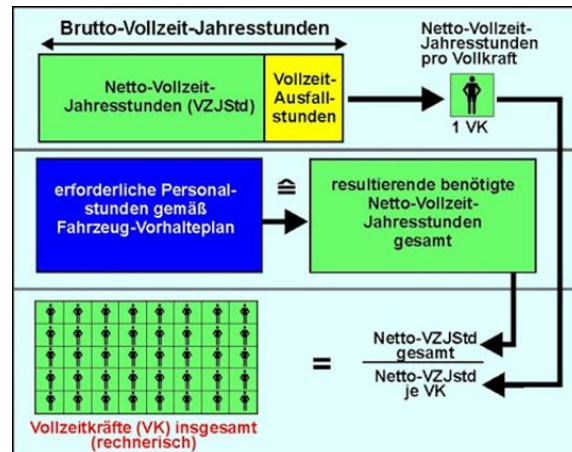 Brutto-Vollzeit-Jahresstunden
Netto-Vollzeit-
Jahresstunden (VZJStd)
Vollzeit-
Ausfall-
stunden
Netto-Vollzeit-
Jahresstunden
pro Vollkraft
1 VK
erforderliche Personal-
stunden gemäß
Fahrzeug-Vorhalteplan
≙
resultierende benötigte
Netto-Vollzeit-
Jahresstunden
gesamt
Vollzeitkräfte (VK) insgesamt
(rechnerisch)
=
Netto-VZJStd
gesamt
Netto-VZJstd
je VK